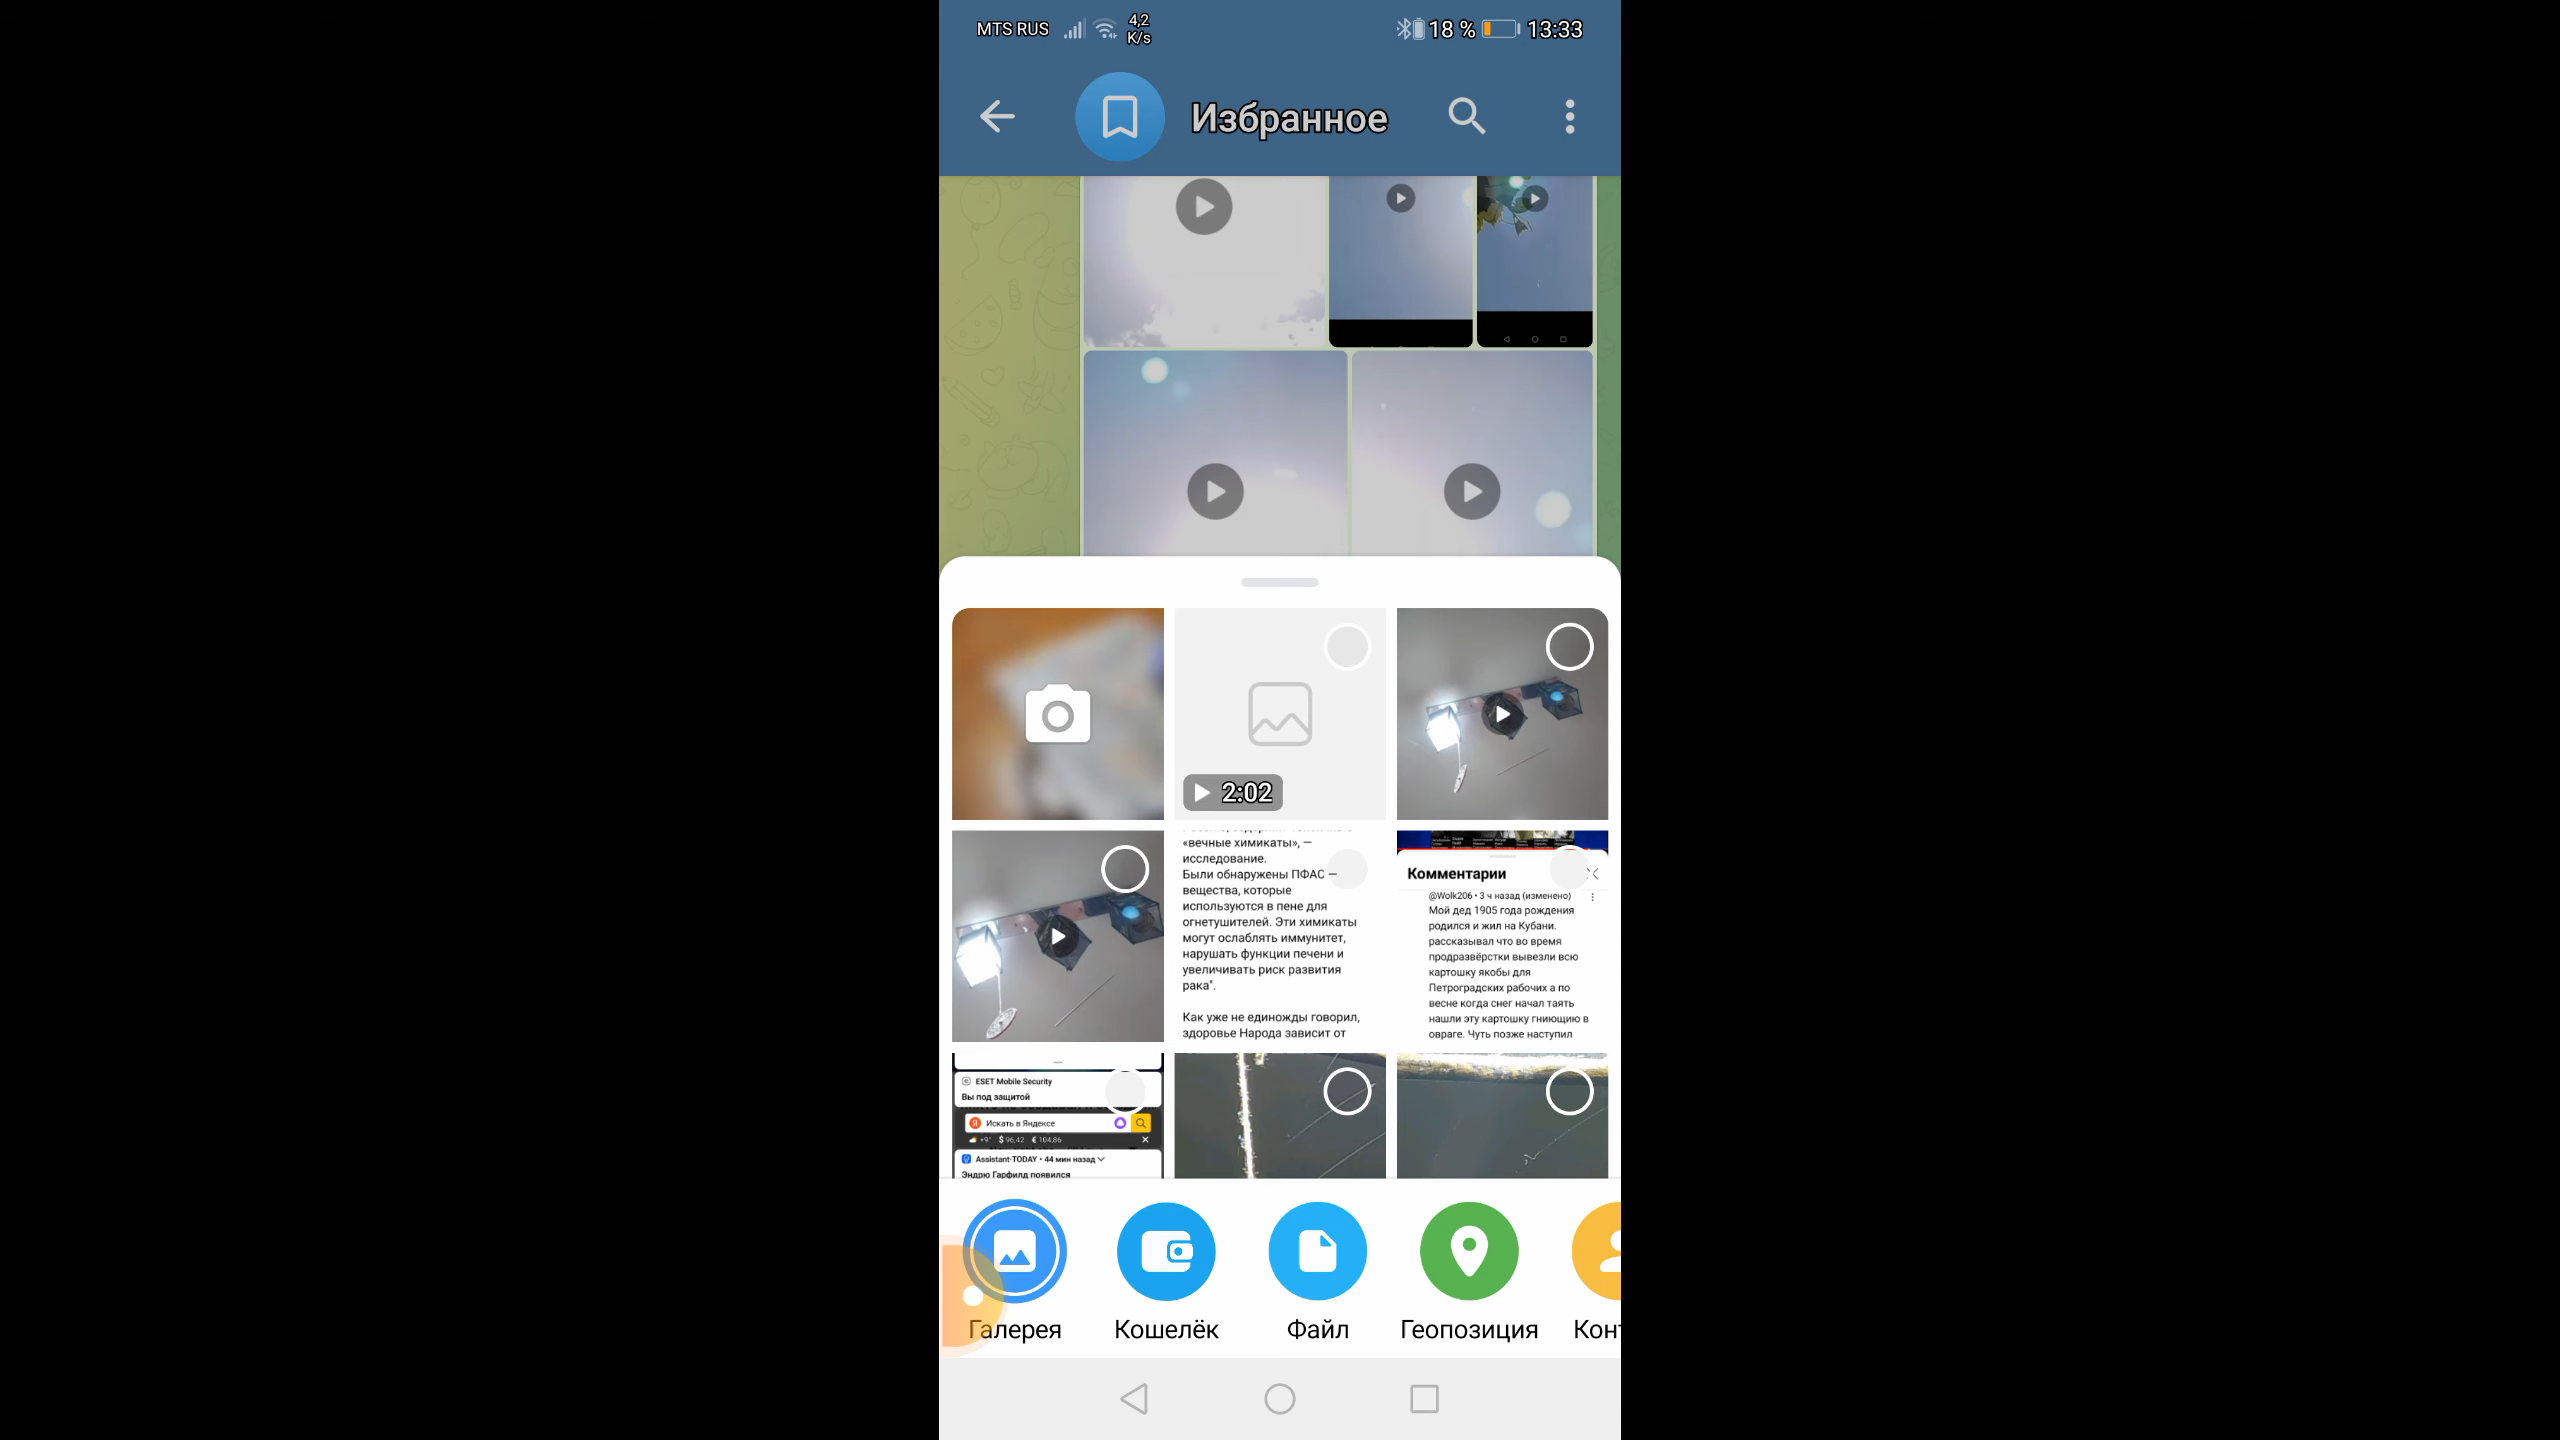 MTS RUS 4,2 K/s 18 % 13:33
Избранное
2:02
«вечные химикаты», —
исследование.
Были обнаружены ПФАС —
вещества, которые
используются в пене для
огнетушителей. Эти химикаты
могут ослаблять иммунитет,
нарушать функции печени и
увеличивать риск развития
рака".
Как уже не единожды говорил,
здоровье Народа зависит от
Комментарии
@Wolk206 • 3 ч назад (изменено)
Мой дед 1905 года рождения
родился и жил на Кубани.
рассказывал что во время
продразвёрстки вывезли всю
картошку якобы для
Петроградских рабочих а по
весне когда снег начал таять
нашли эту картошку гниющию в
овраге. Чуть позже наступил
ESET Mobile Security
Вы под защитой
Я Искать в Яндексе
+9° $ 96,42 € 104,86
Assistant-TODAY • 44 мин назад
Эндрю Гарфилд появился
Галерея Кошелёк Файл Геопозиция Кон